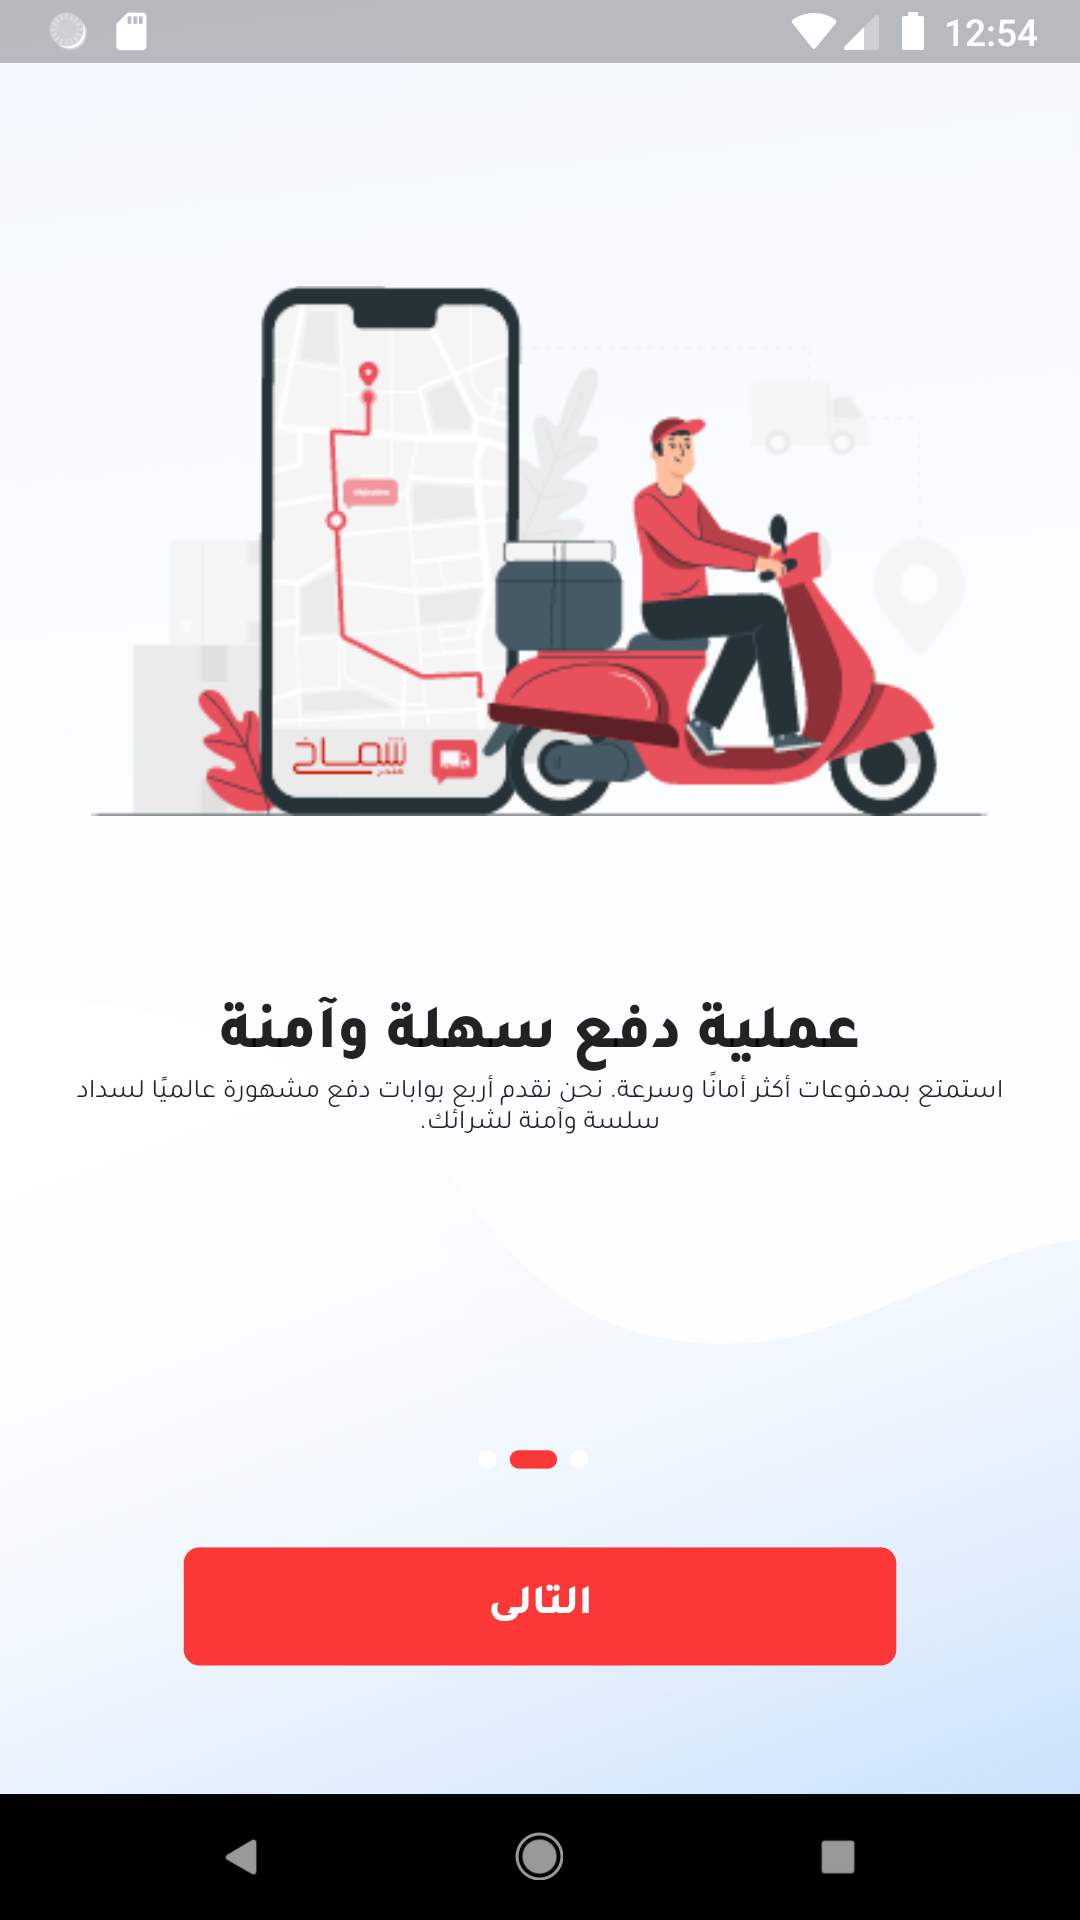 12:54
شماخ
متجر
عملية دفع سهلة وآمنة
استمتع بمدفوعات أكثر أمانًا وسرعة. نحن نقدم أربع بوابات دفع مشهورة عالميًا لسداد
سلسة وآمنة لشرائك.
التالى